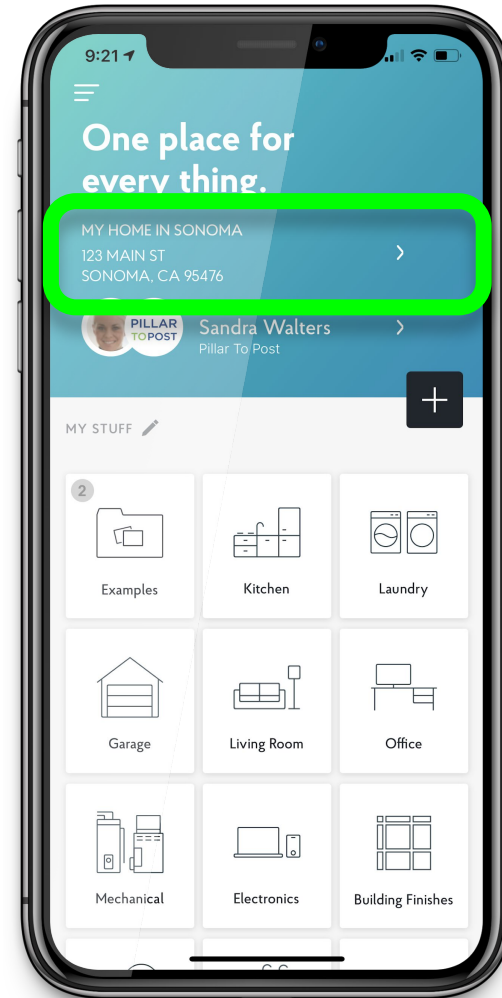 9:21
One place for
every thing.
MY HOME IN SONOMA
123 MAIN ST
SONOMA, CA 95476
PILLAR
TO POST
Sandra Walters
Pillar To Post
MY STUFF
2
Examples
Kitchen
Laundry
Garage
Living Room
Office
Mechanical
Electronics
Building Finishes